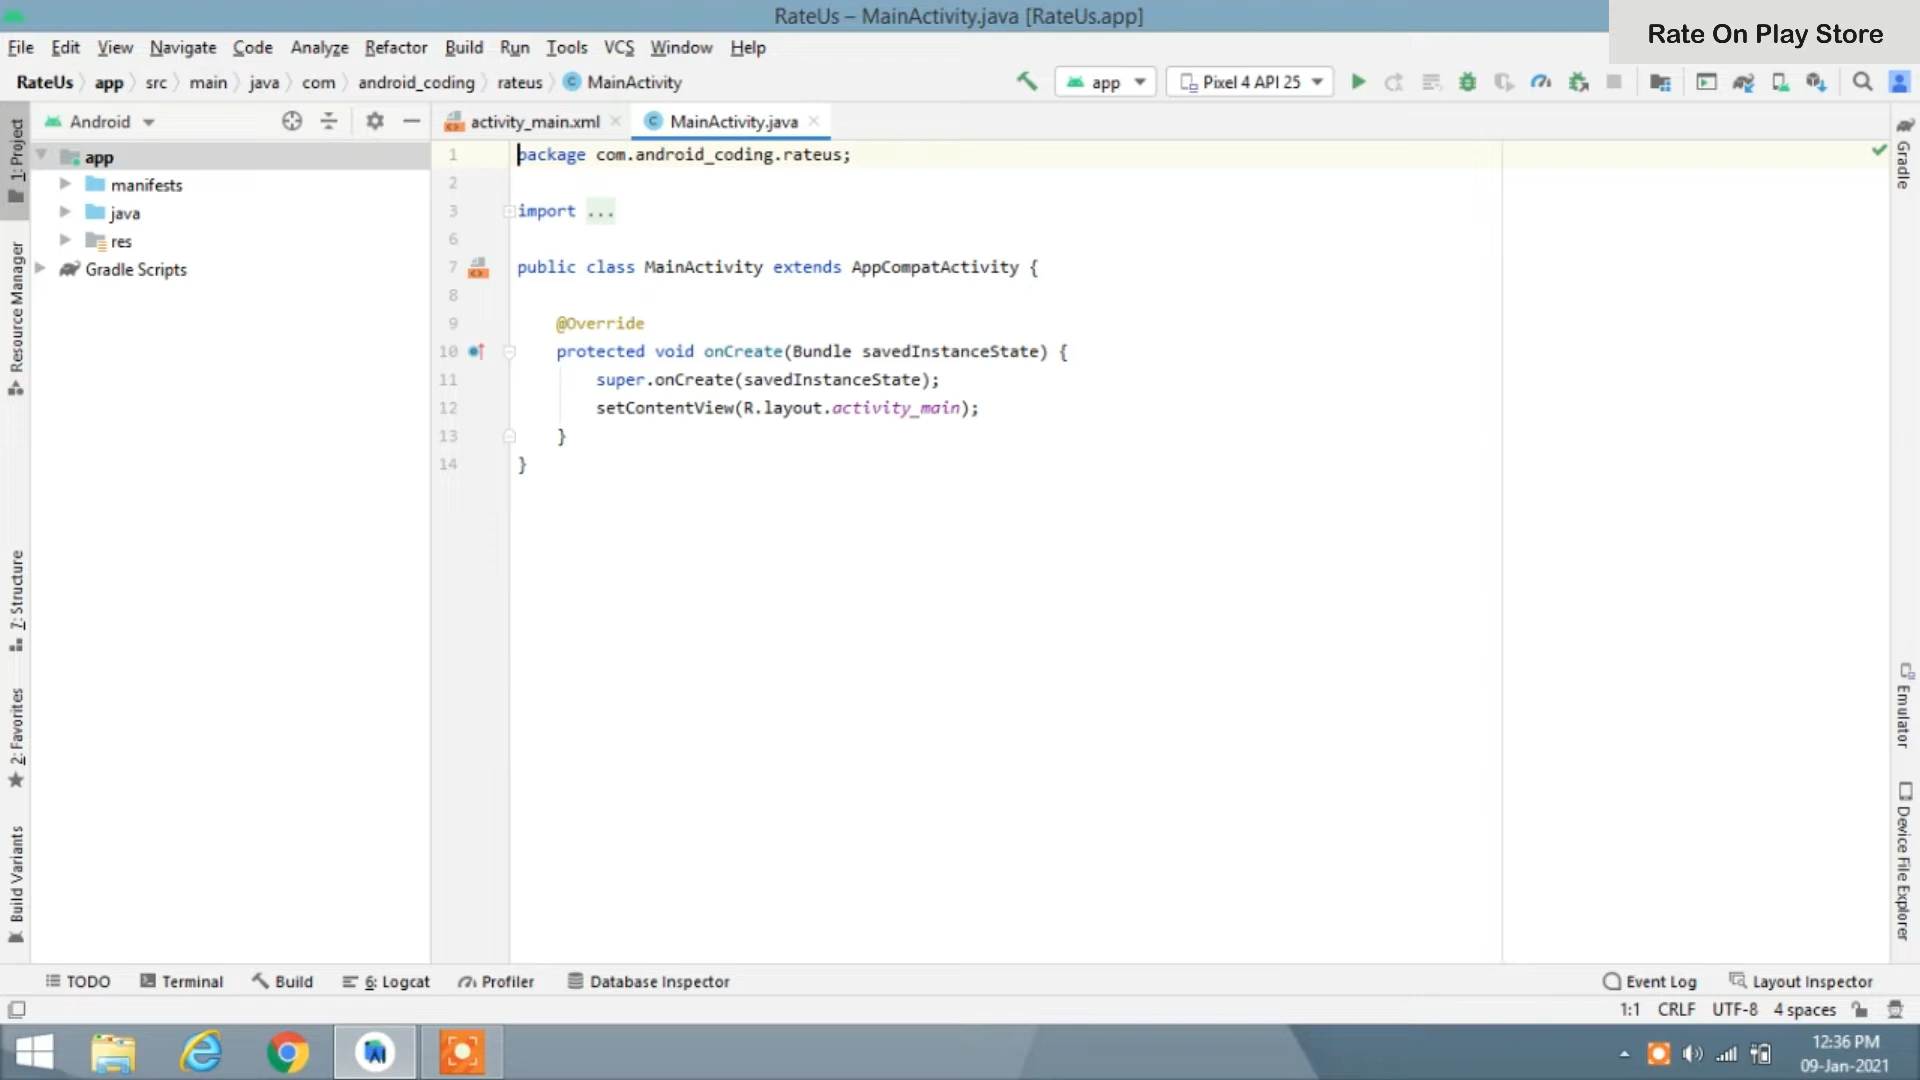 RateUs – MainActivity.java [RateUs.app]
Rate On Play Store
File Edit View Navigate Code Analyze Refactor Build Run Tools VCS Window Help
RateUs app src main java com android_coding rateus MainActivity
app
Pixel 4 API 25
Android
activity_main.xml
MainActivity.java
1: Project
Resource Manager
7: Structure
2: Favorites
Build Variants
app
manifests
java
res
Gradle Scripts
1 package com.android_coding.rateus;
2
3 import ...
6
7 public class MainActivity extends AppCompatActivity {
8
9 @Override
10 protected void onCreate(Bundle savedInstanceState) {
11 super.onCreate(savedInstanceState);
12 setContentView(R.layout.activity_main);
13 }
14 }
Gradle
Emulator
Device File Explorer
TODO Terminal Build 6: Logcat Profiler Database Inspector Event Log Layout Inspector
1:1 CRLF UTF-8 4 spaces
12:36 PM
09-Jan-2021